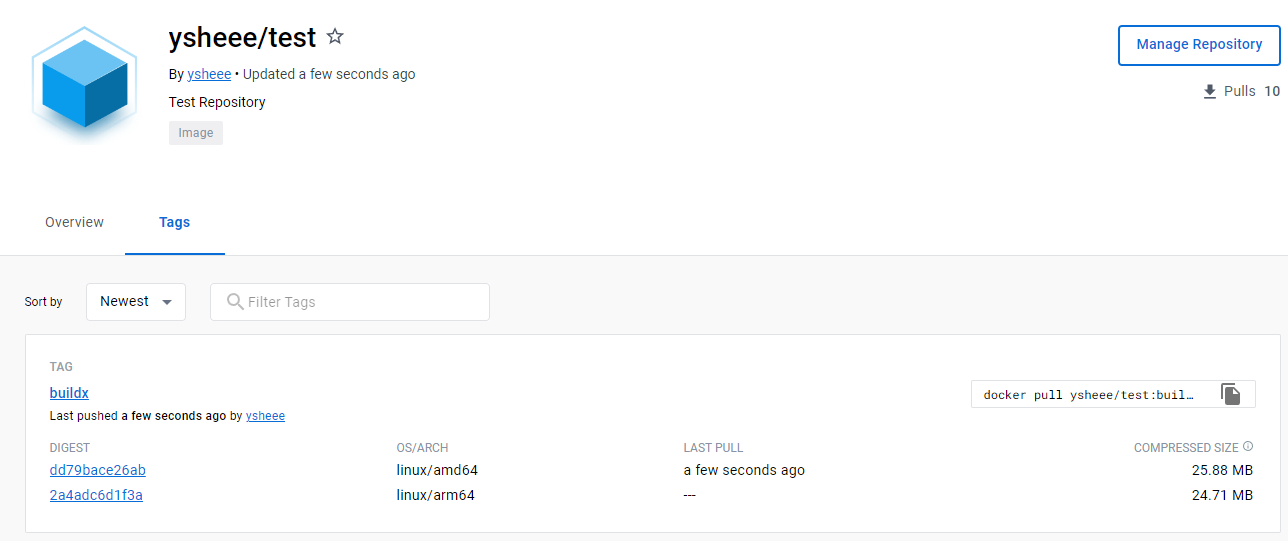 ysheee/test
Manage Repository
By ysheee • Updated a few seconds ago
Pulls 10
Test Repository
Image
Overview
Tags
Sort by
Newest
Filter Tags
TAG
buildx
docker pull ysheee/test:buil…
Last pushed a few seconds ago by ysheee
DIGEST OS/ARCH LAST PULL COMPRESSED SIZE
dd79bace26ab linux/amd64 a few seconds ago 25.88 MB
2a4adc6d1f3a linux/arm64 --- 24.71 MB